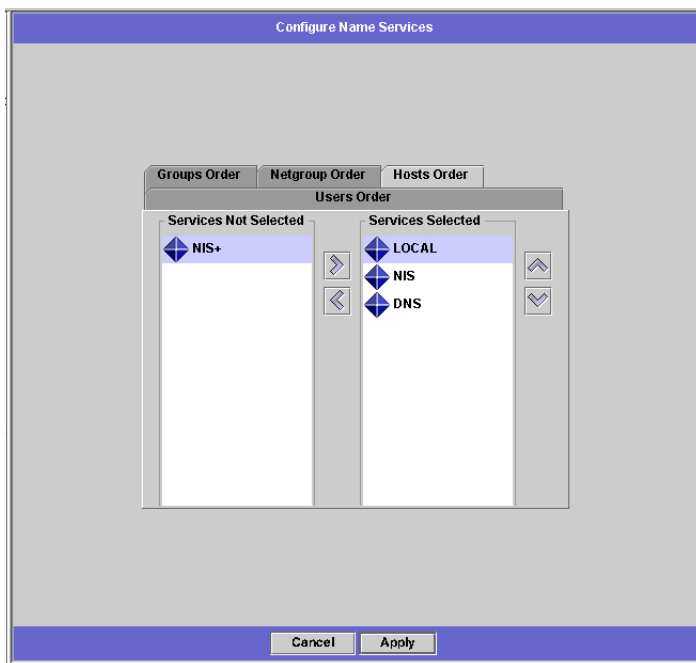 Configure Name Services
Groups Order Netgroup Order Hosts Order
Users Order
Services Not Selected Services Selected
NIS+ LOCAL
NIS
DNS
Cancel Apply